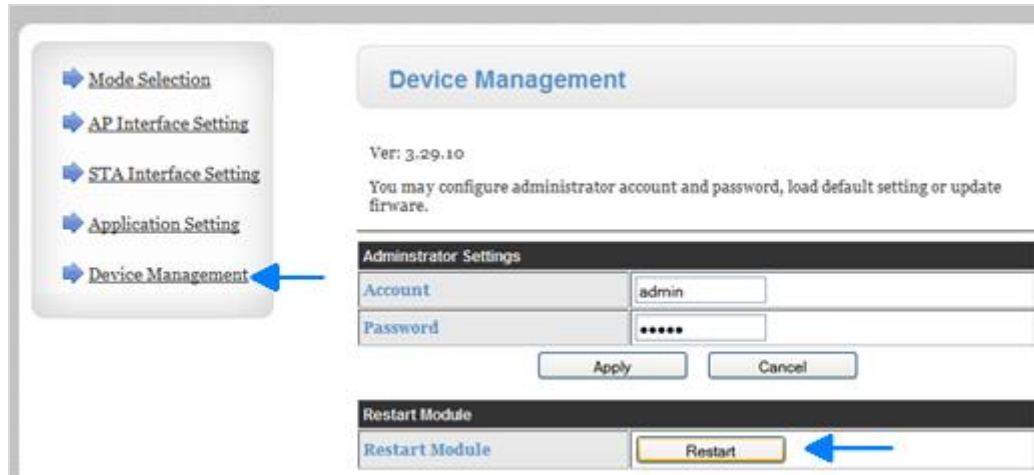 Mode Selection
AP Interface Setting
STA Interface Setting
Application Setting
Device Management
Device Management
Ver: 3.29.10
You may configure administrator account and password, load default setting or update
firware.
Adminstrator Settings
Account admin
Password •••••
Apply Cancel
Restart Module
Restart Module Restart